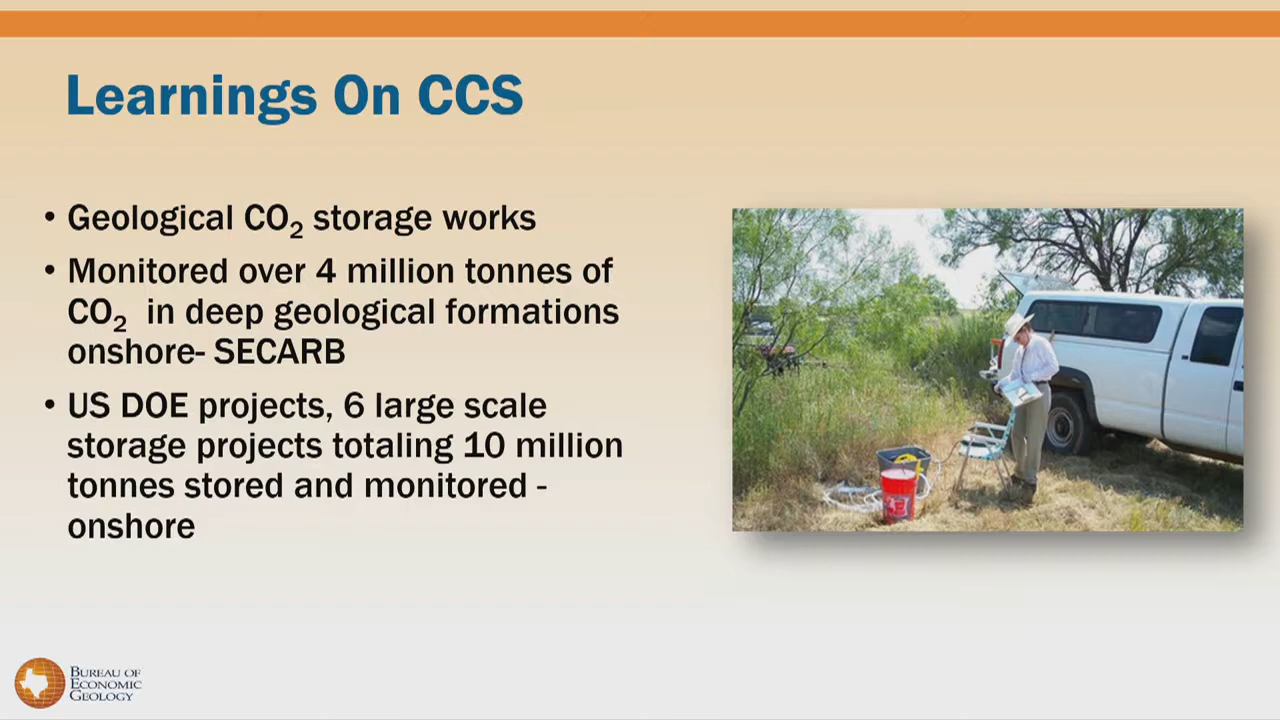 Learnings On CCS
• Geological CO₂ storage works
• Monitored over 4 million tonnes of
CO₂ in deep geological formations
onshore- SECARB
• US DOE projects, 6 large scale
storage projects totaling 10 million
tonnes stored and monitored -
onshore
BUREAU OF
ECONOMIC
GEOLOGY